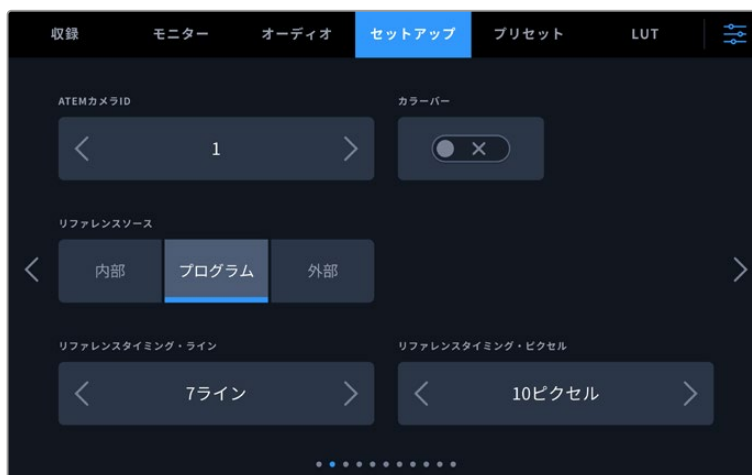 収録 モニター オーディオ セットアップ プリセット LUT
ATEMカメラID カラーバー
1
リファレンスソース
内部 プログラム 外部
リファレンスタイミング・ライン リファレンスタイミング・ピクセル
7ライン 10ピクセル